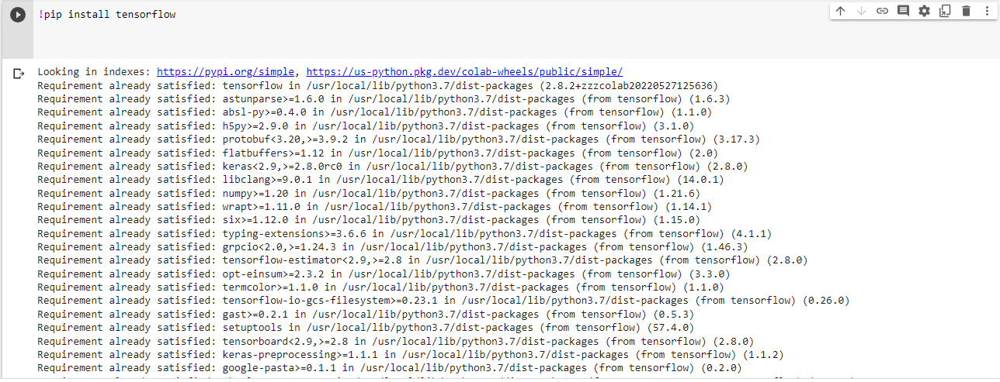 !pip install tensorflow
Looking in indexes: https://pypi.org/simple, https://us-python.pkg.dev/colab-wheels/public/simple/
Requirement already satisfied: tensorflow in /usr/local/lib/python3.7/dist-packages (2.8.2+zzzcolab20220527125636)
Requirement already satisfied: astunparse>=1.6.0 in /usr/local/lib/python3.7/dist-packages (from tensorflow) (1.6.3)
Requirement already satisfied: absl-py>=0.4.0 in /usr/local/lib/python3.7/dist-packages (from tensorflow) (1.1.0)
Requirement already satisfied: h5py>=2.9.0 in /usr/local/lib/python3.7/dist-packages (from tensorflow) (3.1.0)
Requirement already satisfied: protobuf<3.20,>=3.9.2 in /usr/local/lib/python3.7/dist-packages (from tensorflow) (3.17.3)
Requirement already satisfied: flatbuffers>=1.12 in /usr/local/lib/python3.7/dist-packages (from tensorflow) (2.0)
Requirement already satisfied: keras<2.9,>=2.8.0rc0 in /usr/local/lib/python3.7/dist-packages (from tensorflow) (2.8.0)
Requirement already satisfied: libclang>=9.0.1 in /usr/local/lib/python3.7/dist-packages (from tensorflow) (14.0.1)
Requirement already satisfied: numpy>=1.20 in /usr/local/lib/python3.7/dist-packages (from tensorflow) (1.21.6)
Requirement already satisfied: wrapt>=1.11.0 in /usr/local/lib/python3.7/dist-packages (from tensorflow) (1.14.1)
Requirement already satisfied: six>=1.12.0 in /usr/local/lib/python3.7/dist-packages (from tensorflow) (1.15.0)
Requirement already satisfied: typing-extensions>=3.6.6 in /usr/local/lib/python3.7/dist-packages (from tensorflow) (4.1.1)
Requirement already satisfied: grpcio<2.0,>=1.24.3 in /usr/local/lib/python3.7/dist-packages (from tensorflow) (1.46.3)
Requirement already satisfied: tensorflow-estimator<2.9,>=2.8 in /usr/local/lib/python3.7/dist-packages (from tensorflow) (2.8.0)
Requirement already satisfied: opt-einsum>=2.3.2 in /usr/local/lib/python3.7/dist-packages (from tensorflow) (3.3.0)
Requirement already satisfied: termcolor>=1.1.0 in /usr/local/lib/python3.7/dist-packages (from tensorflow) (1.1.0)
Requirement already satisfied: tensorflow-io-gcs-filesystem>=0.23.1 in /usr/local/lib/python3.7/dist-packages (from tensorflow) (0.26.0)
Requirement already satisfied: gast>=0.2.1 in /usr/local/lib/python3.7/dist-packages (from tensorflow) (0.5.3)
Requirement already satisfied: setuptools in /usr/local/lib/python3.7/dist-packages (from tensorflow) (57.4.0)
Requirement already satisfied: tensorboard<2.9,>=2.8 in /usr/local/lib/python3.7/dist-packages (from tensorflow) (2.8.0)
Requirement already satisfied: keras-preprocessing>=1.1.1 in /usr/local/lib/python3.7/dist-packages (from tensorflow) (1.1.2)
Requirement already satisfied: google-pasta>=0.1.1 in /usr/local/lib/python3.7/dist-packages (from tensorflow) (0.2.0)